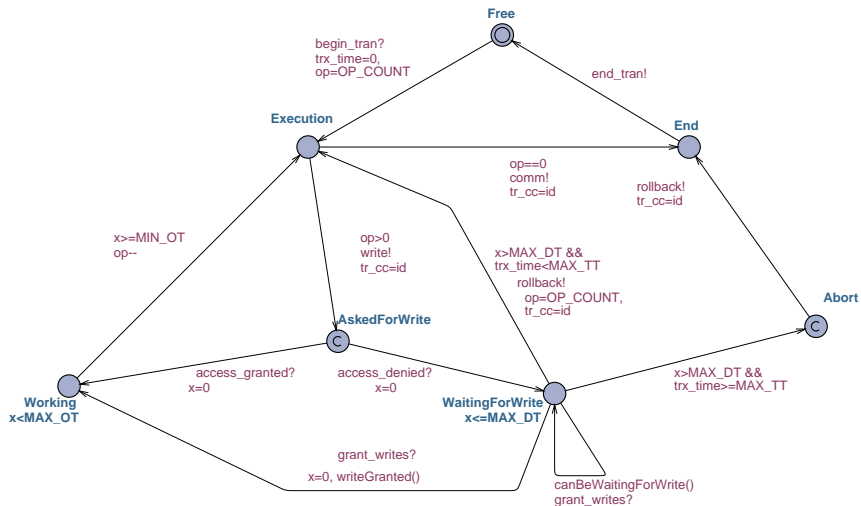 Free
begin_tran?
trx_time=0,
op=OP_COUNT
end_tran!
Execution
End
op==0
comm!
tr_cc=id
rollback!
tr_cc=id
x>=MIN_OT
op--
op>0
write!
tr_cc=id
x>MAX_DT &&
trx_time<MAX_TT
rollback!
op=OP_COUNT,
tr_cc=id
Abort
C
AskedForWrite
C
access_granted?
x=0
access_denied?
x=0
x>MAX_DT &&
trx_time>=MAX_TT
Working
x<MAX_OT
WaitingForWrite
x<=MAX_DT
grant_writes?
x=0, writeGranted()
canBeWaitingForWrite()
grant_writes?